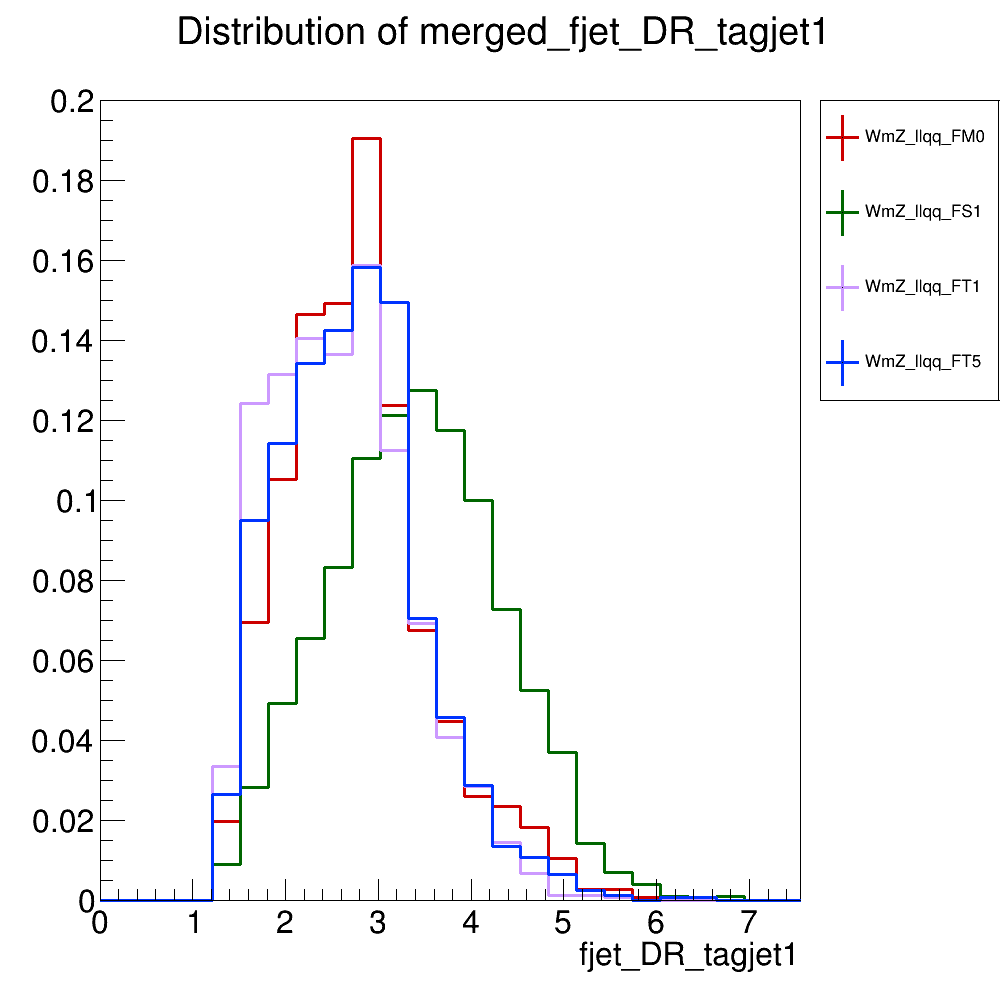 Distribution of merged_fjet_DR_tagjet1
0.2
0.18
0.16
0.14
0.12
0.1
0.08
0.06
0.04
0.02
0
0 1 2 3 4 5 6 7
fjet_DR_tagjet1
WmZ_llqq_FM0
WmZ_llqq_FS1
WmZ_llqq_FT1
WmZ_llqq_FT5